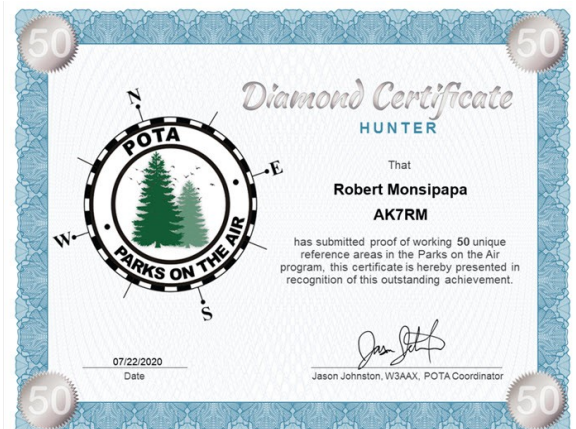 50
50
Diamond Certificate
HUNTER
N
POTA
E
W
PARKS ON THE AIR
S
That
Robert Monsipapa
AK7RM
has submitted proof of working 50 unique
reference areas in the Parks on the Air
program, this certificate is hereby presented in
recognition of this outstanding achievement.
07/22/2020
Date
Jason Johnston, W3AAX, POTA Coordinator
50
50